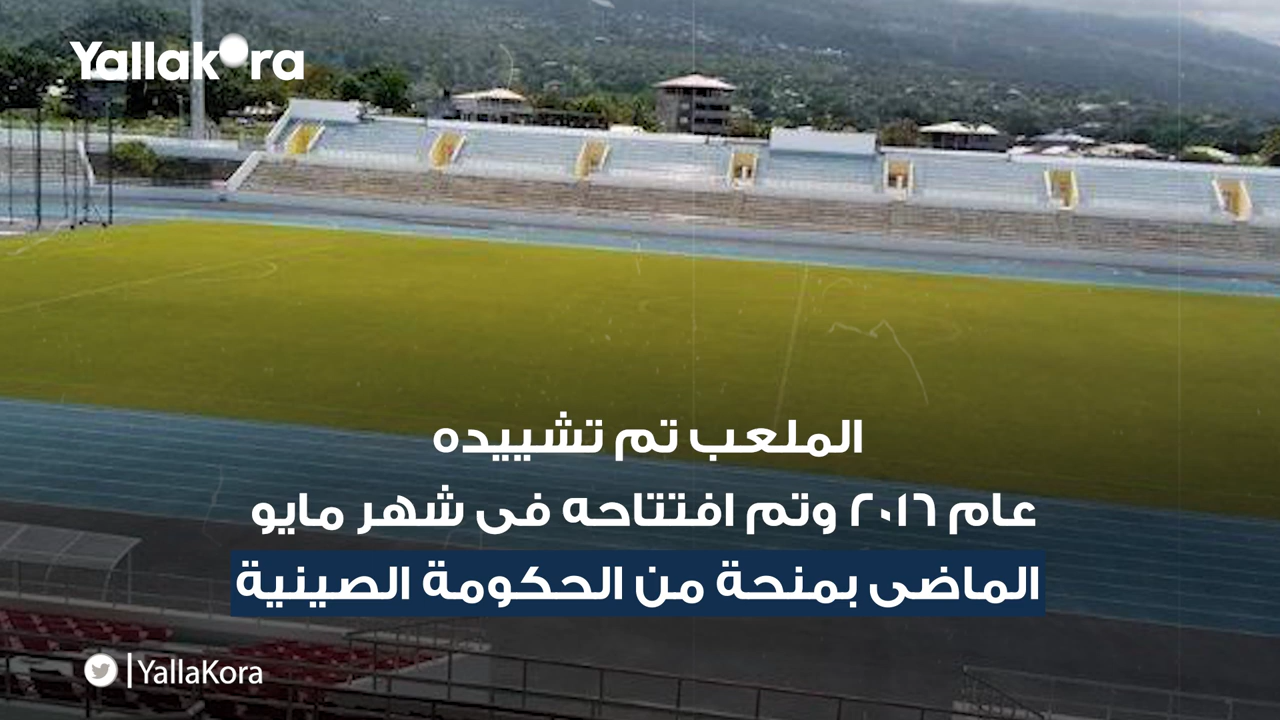 Yallakora
الملعب تم تشييده
عام ٢٠١٦ وتم افتتاحه فى شهر مايو
الماضى بمنحة من الحكومة الصينية
YallaKora